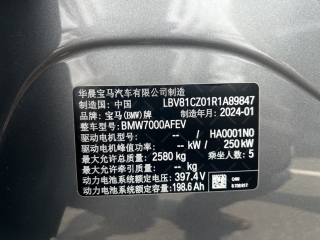 华晨宝马汽车有限公司制造
制造国：中国 LBV81CZ01R1A89847
品牌：宝马(BMW)牌 2024-01
整车型号：BMW7000AFEV
驱动电机型号：--/ HA0001N0
驱动电机峰值功率：-- kW/ 250 kW
最大允许总质量：2580 kg 乘坐人数：5
最大允许牵引质量：-- kg
动力电池系统额定电压：397.4 V
动力电池系统额定容量：198.6 Ah